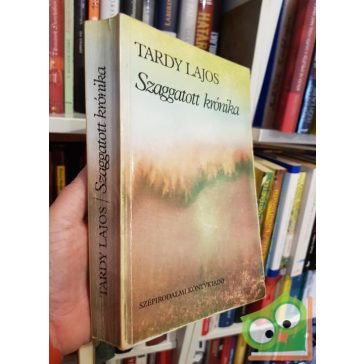 TARDY LAJOS
Szaggatott krónika
SZÉPIRODALMI KÖNYVKIADÓ
TARDY LAJOS / Szaggatott krónika